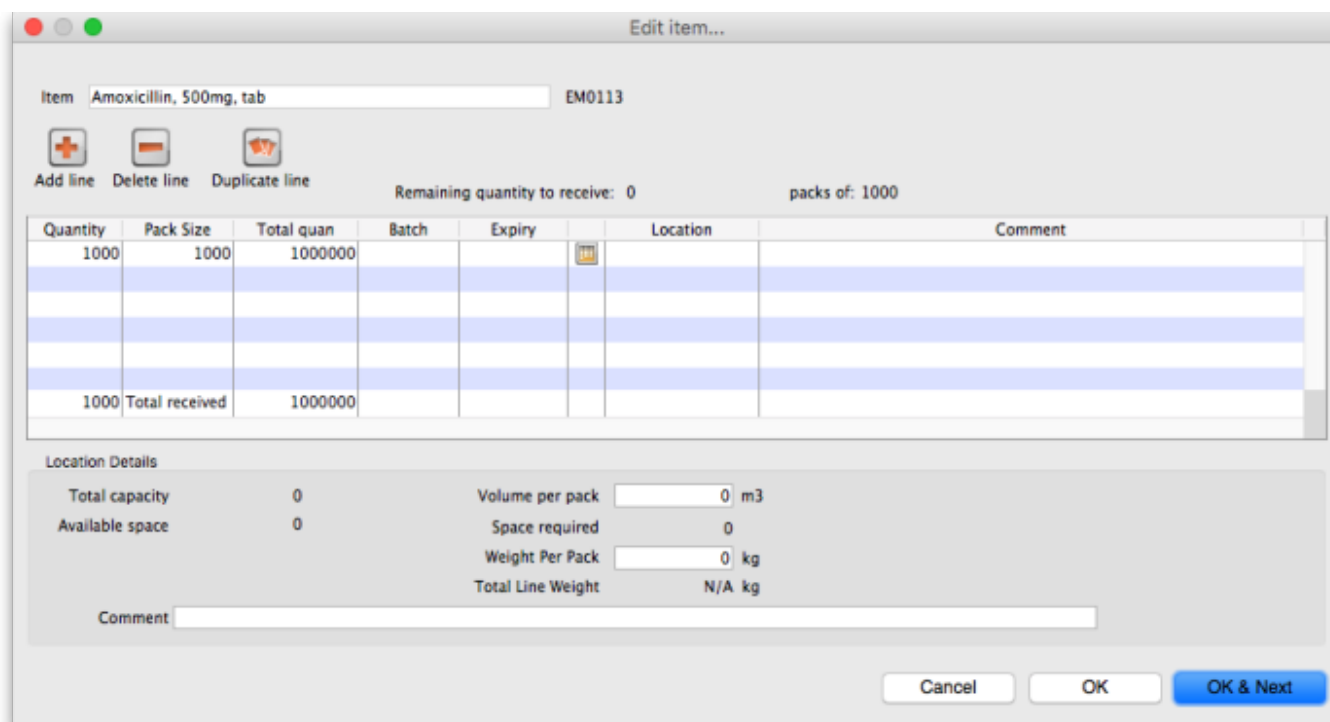 Edit item...
Item Amoxicillin, 500mg, tab EM0113
Add line Delete line Duplicate line
Remaining quantity to receive: 0 packs of: 1000
Quantity Pack Size Total quan Batch Expiry Location Comment
1000 1000 1000000
1000 Total received 1000000
Location Details
Total capacity 0 Volume per pack 0 m3
Available space 0 Space required 0
Weight Per Pack 0 kg
Total Line Weight N/A kg
Comment
Cancel OK OK & Next